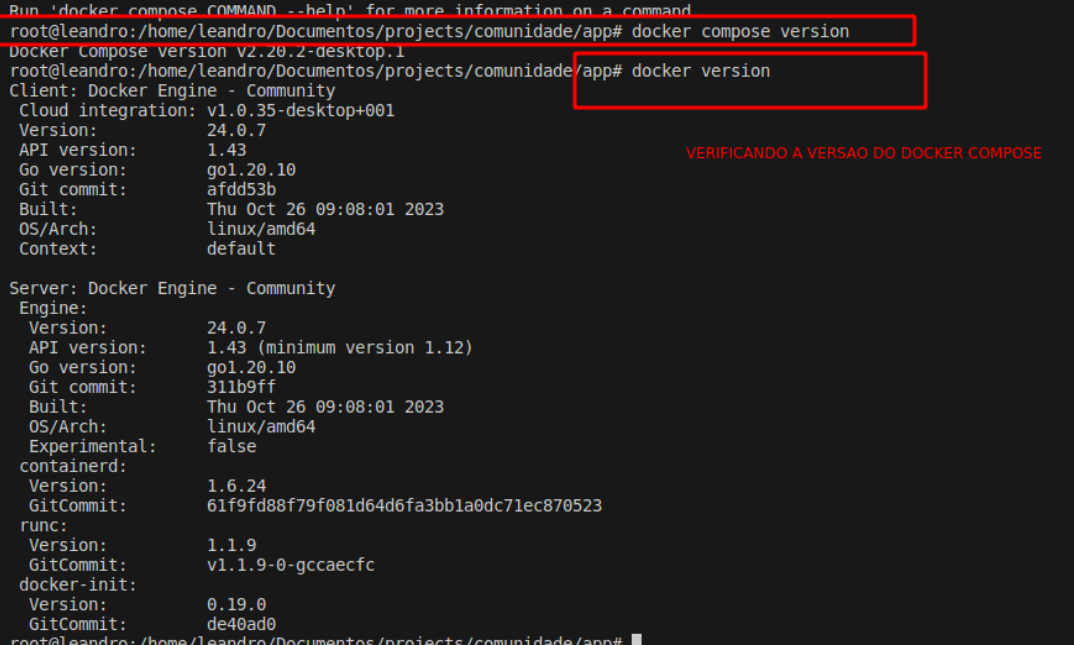 Run 'docker compose COMMAND --help' for more information on a command
root@leandro:/home/leandro/Documentos/projects/comunidade/app# docker compose version
Docker Compose version v2.20.2-desktop.1
root@leandro:/home/leandro/Documentos/projects/comunidade/app# docker version
Client: Docker Engine - Community
 Cloud integration: v1.0.35-desktop+001
 Version:           24.0.7
 API version:       1.43
VERIFICANDO A VERSAO DO DOCKER COMPOSE
 Go version:        go1.20.10
 Git commit:        afdd53b
 Built:             Thu Oct 26 09:08:01 2023
 OS/Arch:           linux/amd64
 Context:           default
Server: Docker Engine - Community
 Engine:
  Version:          24.0.7
  API version:      1.43 (minimum version 1.12)
  Go version:       go1.20.10
  Git commit:       311b9ff
  Built:            Thu Oct 26 09:08:01 2023
  OS/Arch:          linux/amd64
  Experimental:     false
 containerd:
  Version:          1.6.24
  GitCommit:        61f9fd88f79f081d64d6fa3bb1a0dc71ec870523
 runc:
  Version:          1.1.9
  GitCommit:        v1.1.9-0-gccaecfc
 docker-init:
  Version:          0.19.0
  GitCommit:        de40ad0
root@leandro:/home/leandro/Documentos/projects/comunidade/app#